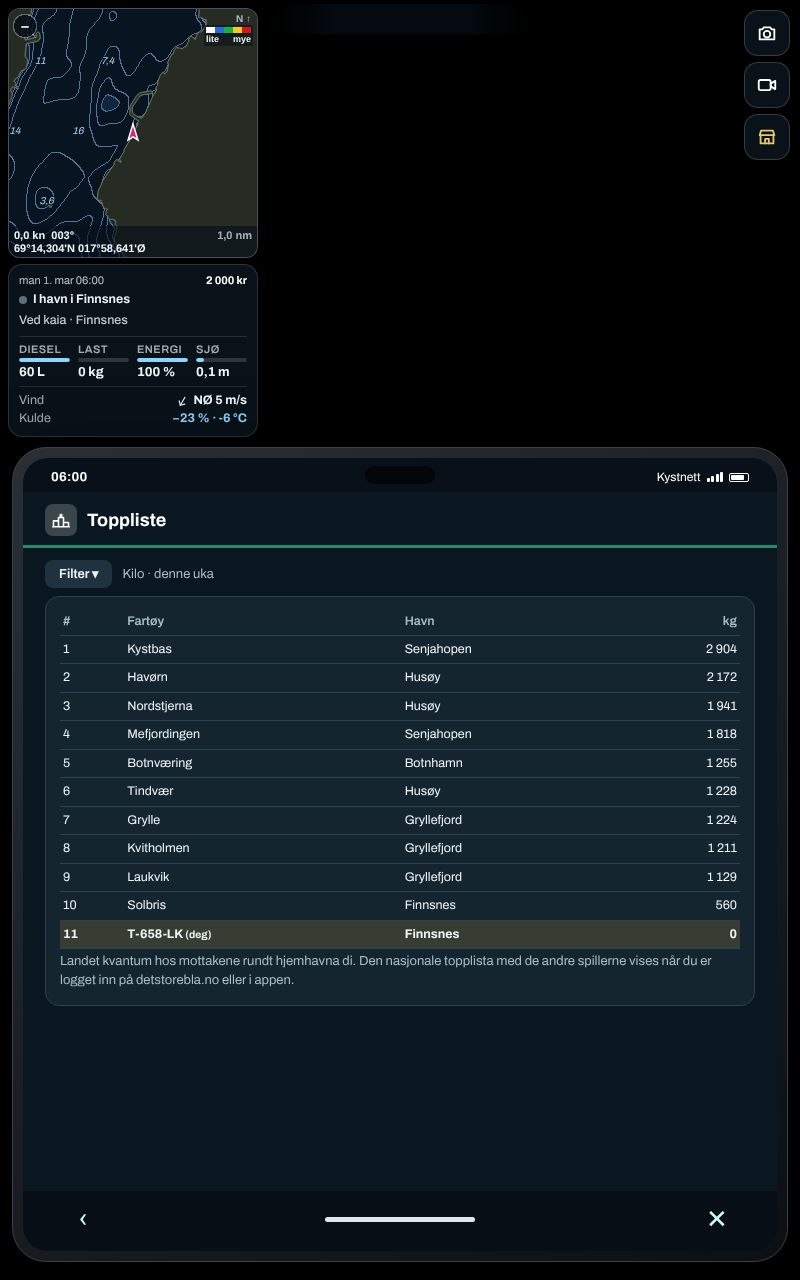 N ↑
lite mye
11
7,4
14
16
3,6
0,0 kn 003° 1,0 nm
69°14,304'N 017°58,641'Ø
man 1. mar 06:00 2 000 kr
I havn i Finnsnes
Ved kaia · Finnsnes
DIESEL LAST ENERGI SJØ
60 L 0 kg 100 % 0,1 m
Vind ↙ NØ 5 m/s
Kulde −23 % · -6 °C
06:00 Kystnett
Toppliste
Filter ▾ Kilo · denne uka
# Fartøy Havn kg
1 Kystbas Senjahopen 2 904
2 Havørn Husøy 2 172
3 Nordstjerna Husøy 1 941
4 Mefjordingen Senjahopen 1 818
5 Botnværing Botnhamn 1 255
6 Tindvær Husøy 1 228
7 Grylle Gryllefjord 1 224
8 Kvitholmen Gryllefjord 1 211
9 Laukvik Gryllefjord 1 129
10 Solbris Finnsnes 560
11 T-658-LK (deg) Finnsnes 0
Landet kvantum hos mottakene rundt hjemhavna di. Den nasjonale topplista med de andre spillerne vises når du er
logget inn på detstorebla.no eller i appen.